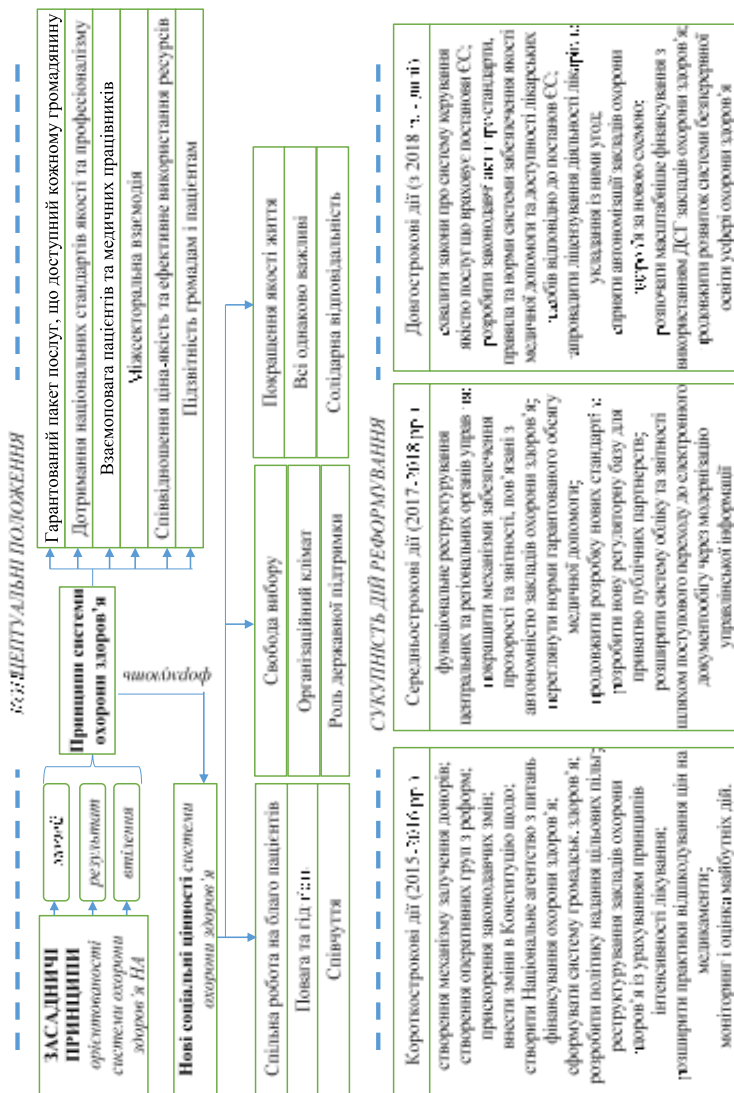 КОНЦЕПТУАЛЬНІ ПОЛОЖЕННЯ
ЗАСАДНИЧІ
ПРИНЦИПИ
орієнтованості
системи охорони
здоров’я НА
результат
втілення
Принципи системи
охорони здоров’я
Гарантований пакет послуг, що доступний кожному громадянину
Дотримання національних стандартів якості та професіоналізму
Взаємоповага пацієнтів та медичних працівників
Міжсекторальна взаємодія
Співвідношення ціна-якість та ефективне використання ресурсів
Підзвітність громадам і пацієнтам
формують
Нові соціальні цінності системи
охорони здоров’я
Спільна робота на благо пацієнтів
Повага та
Співчуття
Свобода вибору
Організаційний клімат
Роль державної підтримки
Покращення якості життя
Всі однаково важливі
Солідарна відповідальність
СУКУПНІСТЬ ДІЙ РЕФОРМУВАННЯ
Короткострокові дії (2015-2016 рр.)
створення механізму залучення донорів;
створення оперативних груп з реформ;
прискорення законодавчих змін;
внести зміни в Конституцію щодо:
створити Національне агентство з питань
фінансування охорони здоров’я;
сформувати систему громадськ. здоров’я;
розробити політику надання цільових пільг;
реструктурування закладів охорони
здоров’я із урахуванням принципів
інтенсивності лікування;
розширити практики відшкодування цін на
медикаменти;
моніторинг і оцінка майбутніх дій.
Середньострокові дії (2017-2018 рр.)
функціональне реструктурування
центральних та регіональних органів
покращити механізми забезпечення
прозорості та звітності, пов’язані з
автономністю закладів охорони здоров’я;
переглянути норми гарантованого обсягу
медичної допомоги;
продовжити розробку нових
розробити нову регуляторну базу для
приватно публічних партнерств;
розширити систему обліку та звітності
шляхом поступового переходу до електронного
документообігу через модернізацію
управлінської інформації
Довгострокові дії (з 2018
схвалити закони про систему керування
якістю послуг що враховує постанови ЄС;
розробити законодавчі акти про стандарти,
правила та норми системи забезпечення якості
медичної допомоги та доступності лікарських
засобів відповідно до постанов ЄС;
запровадити ліцензування діяльності
укладання із ними угод;
сприяти автономізації закладів охорони
здоров’я за новою схемою;
розпочати масштабніше фінансування з
використанням ДСГ закладів охорони здоров’я;
продовжити розвиток системи безперервної
освіти усфері охорони здоров’я